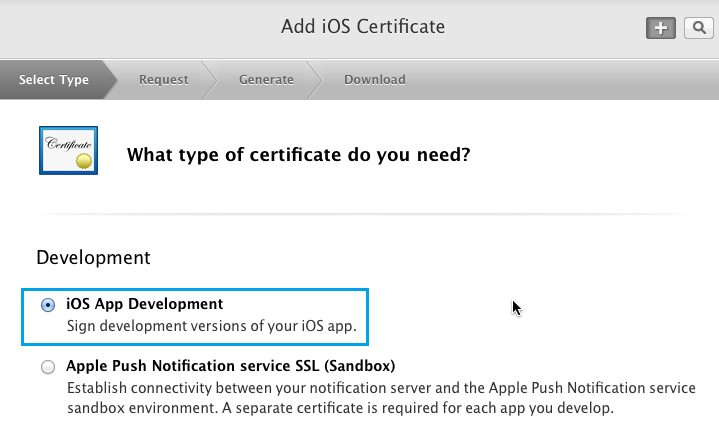 Add iOS Certificate
Select Type
Request
Generate
Download
Certificate
What type of certificate do you need?
Development
iOS App Development
Sign development versions of your iOS app.
Apple Push Notification service SSL (Sandbox)
Establish connectivity between your notification server and the Apple Push Notification service
sandbox environment. A separate certificate is required for each app you develop.